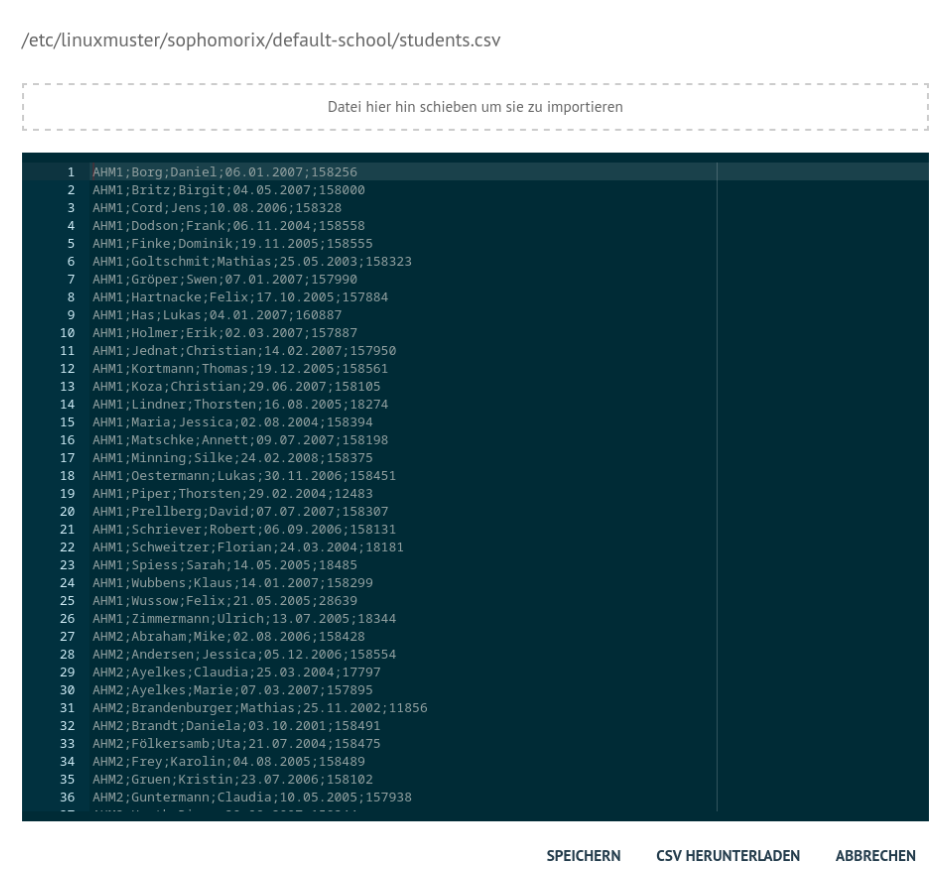 /etc/linuxmuster/sophomorix/default-school/students.csv
Datei hier hin schieben um sie zu importieren
1 AHM1;Borg;Daniel;06.01.2007;158256
2 AHM1;Britz;Birgit;04.05.2007;158000
3 AHM1;Cord;Jens;10.08.2006;158328
4 AHM1;Dodson;Frank;06.11.2004;158558
5 AHM1;Finke;Dominik;19.11.2005;158555
6 AHM1;Goltschmit;Mathias;25.05.2003;158323
7 AHM1;Gröper;Swen;07.01.2007;157990
8 AHM1;Hartnacke;Felix;17.10.2005;157884
9 AHM1;Has;Lukas;04.01.2007;160887
10 AHM1;Holmer;Erik;02.03.2007;157887
11 AHM1;Jednat;Christian;14.02.2007;157950
12 AHM1;Kortmann;Thomas;19.12.2005;158561
13 AHM1;Koza;Christian;29.06.2007;158105
14 AHM1;Lindner;Thorsten;16.08.2005;18274
15 AHM1;Maria;Jessica;02.08.2004;158394
16 AHM1;Matschke;Annett;09.07.2007;158198
17 AHM1;Minning;Silke;24.02.2008;158375
18 AHM1;Oestermann;Lukas;30.11.2006;158451
19 AHM1;Piper;Thorsten;29.02.2004;12483
20 AHM1;Prellberg;David;07.07.2007;158307
21 AHM1;Schriever;Robert;06.09.2006;158131
22 AHM1;Schweitzer;Florian;24.03.2004;18181
23 AHM1;Spiess;Sarah;14.05.2005;18485
24 AHM1;Wubbens;Klaus;14.01.2007;158299
25 AHM1;Wussow;Felix;21.05.2005;28639
26 AHM1;Zimmermann;Ulrich;13.07.2005;18344
27 AHM2;Abraham;Mike;02.08.2006;158428
28 AHM2;Andersen;Jessica;05.12.2006;158554
29 AHM2;Ayelkes;Claudia;25.03.2004;17797
30 AHM2;Ayelkes;Marie;07.03.2007;157895
31 AHM2;Brandenburger;Mathias;25.11.2002;11856
32 AHM2;Brandt;Daniela;03.10.2001;158491
33 AHM2;Fölkersamb;Uta;21.07.2004;158475
34 AHM2;Frey;Karolin;04.08.2005;158489
35 AHM2;Gruen;Kristin;23.07.2006;158102
36 AHM2;Guntermann;Claudia;10.05.2005;157938
SPEICHERN CSV HERUNTERLADEN ABBRECHEN